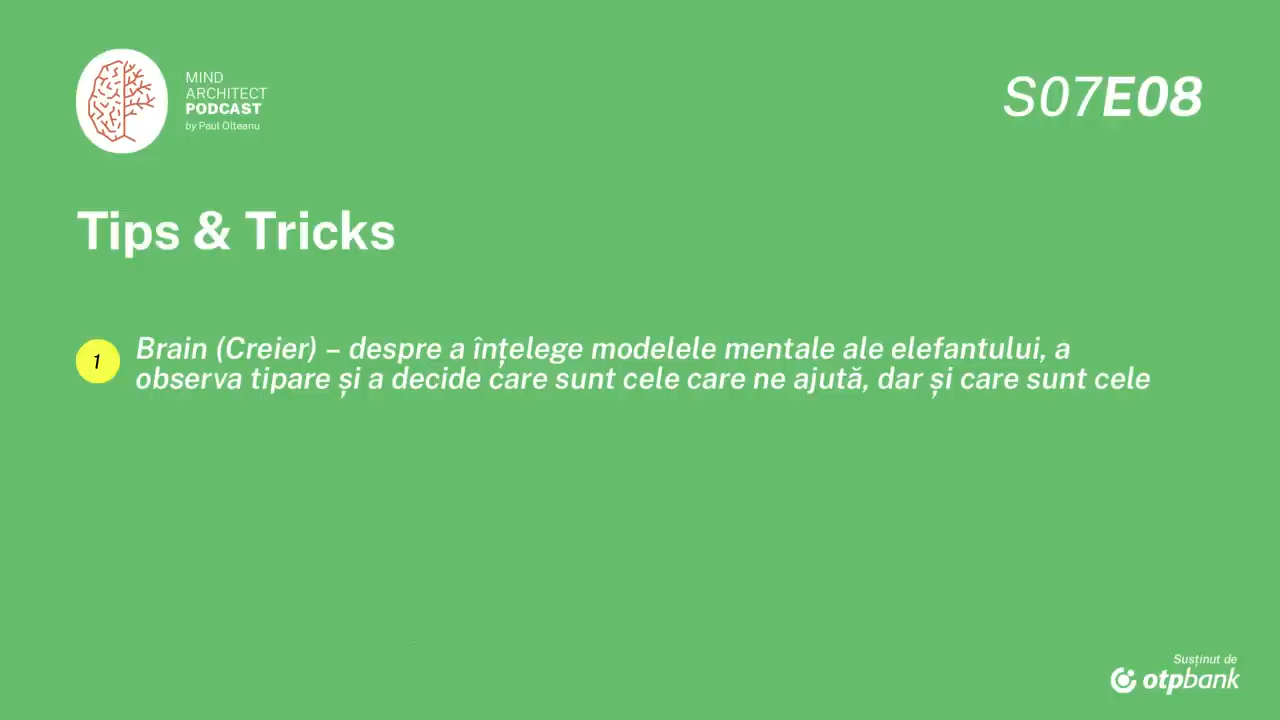 MIND
ARCHITECT
PODCAST
by Paul Olteanu
S07E08
Tips & Tricks
1
Brain (Creier) – despre a înțelege modelele mentale ale elefantului, a
observa tipare și a decide care sunt cele care ne ajută, dar și care sunt cele
Susținut de
otpbank